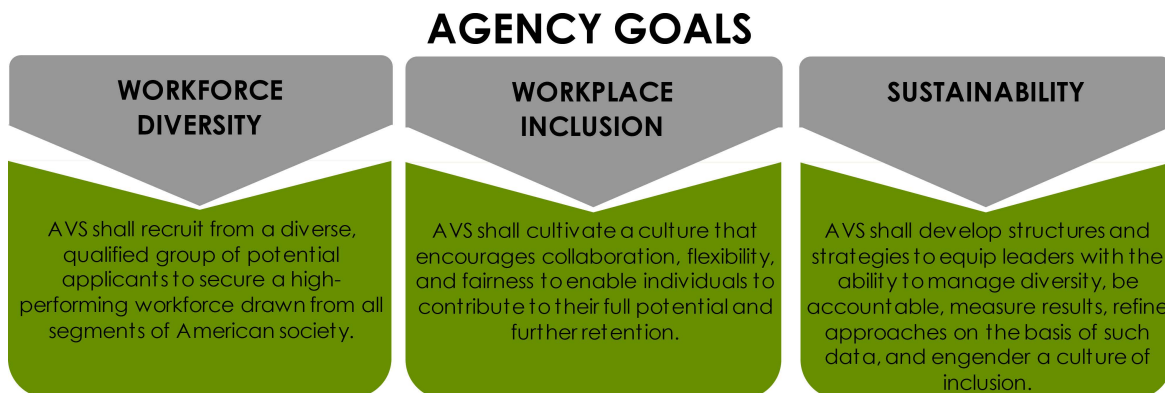 AGENCY GOALS
WORKFORCE
DIVERSITY
AVS shall recruit from a diverse,
qualified group of potential
applicants to secure a high-
performing workforce drawn from all
segments of American society.
WORKPLACE
INCLUSION
AVS shall cultivate a culture that
encourages collaboration, flexibility,
and fairness to enable individuals to
contribute to their full potential and
further retention.
SUSTAINABILITY
AVS shall develop structures and
strategies to equip leaders with the
ability to manage diversity, be
accountable, measure results, refine
approaches on the basis of such
data, and engender a culture of
inclusion.